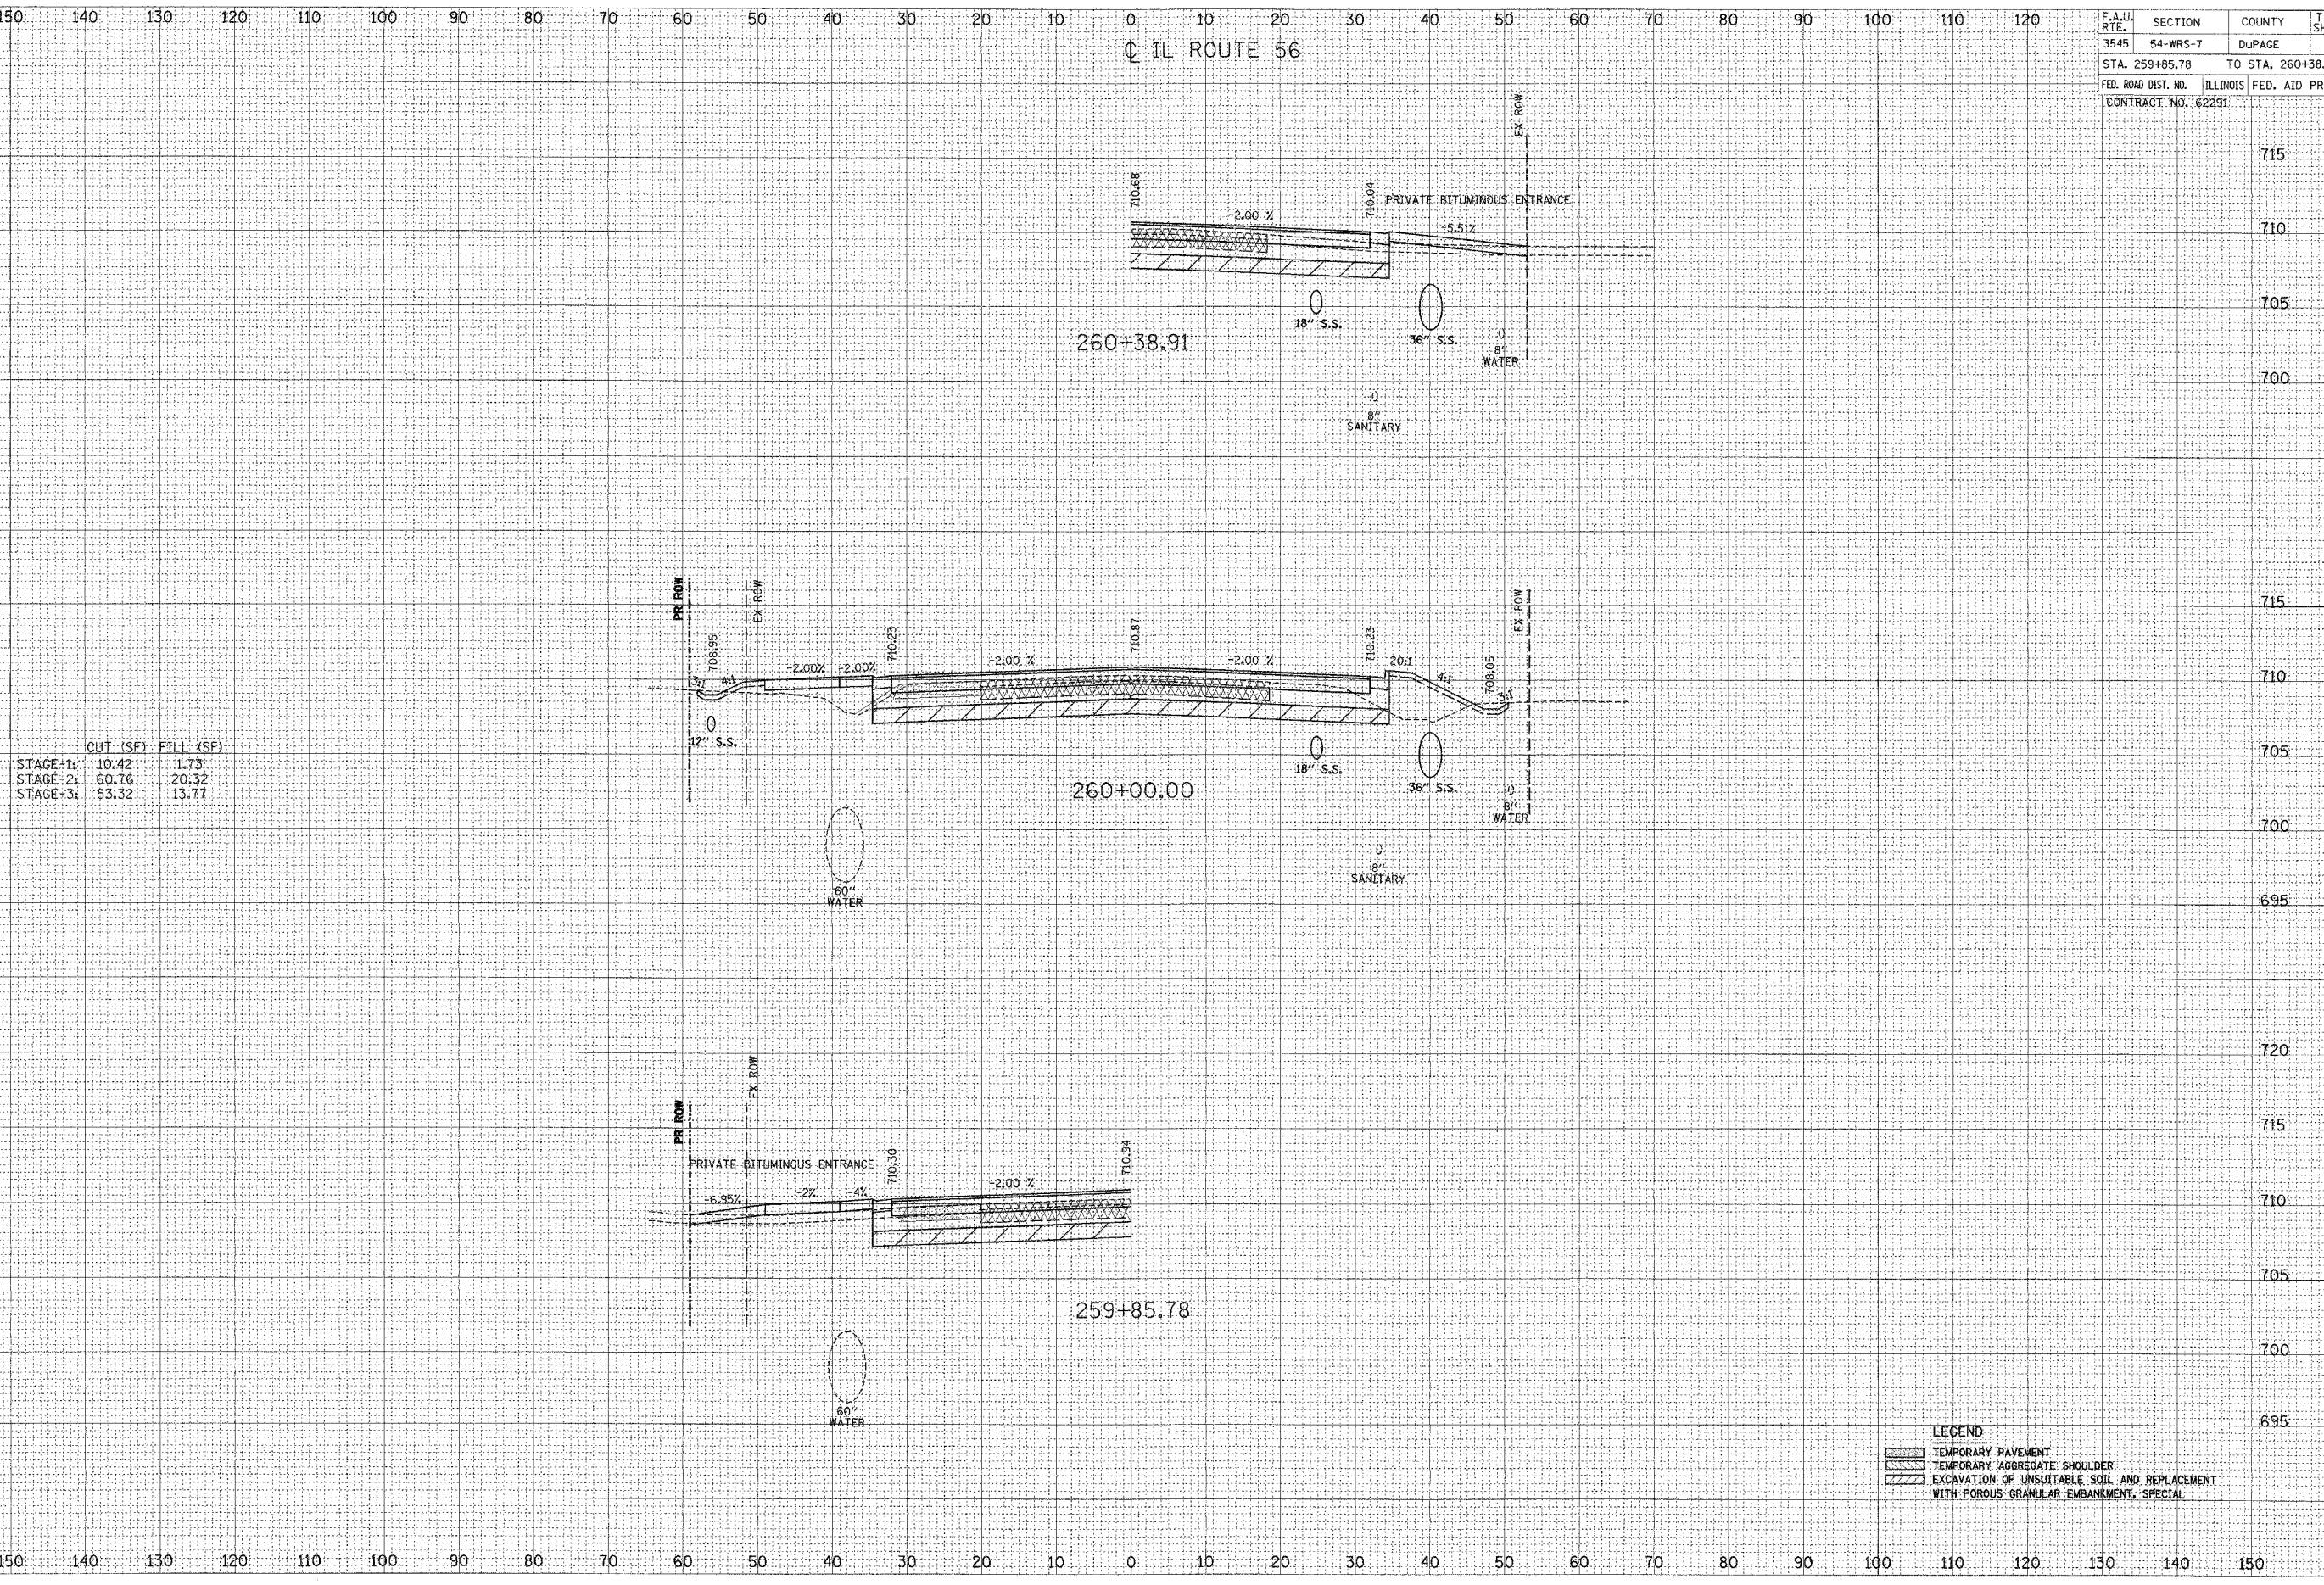 150 140 130 120 110 100 90 80 70 60 50 40 30 20 10 0 10 20 30 40 50 60 70 80 90 100 110 120
F.A.U. RTE. SECTION COUNTY
3545 54-WRS-7 DuPAGE
STA. 259+85.78 TO STA. 260+38.
FED. ROAD DIST. NO. ILLINOIS FED. AID PR
CONTRACT NO. 62291
℄ IL ROUTE 56
EX ROW
715
710.68
710.04
PRIVATE BITUMINOUS ENTRANCE
-2.00 %
-5.51%
710
705
18" S.S.
36" S.S.
260+38.91
8"
WATER
700
8"
SANITARY
PR ROW
EX ROW
EX ROW
715
708.95
710.23
710.87
710.23
708.05
3:1
4:1
-2.00%
-2.00%
-2.00 %
-2.00 %
20:1
4:1
3:1
710
12" S.S.
705
18" S.S.
36" S.S.
CUT (SF) FILL (SF)
STAGE-1: 10.42 1.73
STAGE-2: 60.76 20.32
STAGE-3: 53.32 13.77
260+00.00
8"
WATER
700
8"
SANITARY
60"
WATER
695
720
PR ROW
EX ROW
715
PRIVATE BITUMINOUS ENTRANCE
710.30
710.94
-6.95%
-2%
-4%
-2.00 %
710
705
259+85.78
700
60"
WATER
695
LEGEND
TEMPORARY PAVEMENT
TEMPORARY AGGREGATE SHOULDER
EXCAVATION OF UNSUITABLE SOIL AND REPLACEMENT
WITH POROUS GRANULAR EMBANKMENT, SPECIAL
150 140 130 120 110 100 90 80 70 60 50 40 30 20 10 0 10 20 30 40 50 60 70 80 90 100 110 120 130 140 150